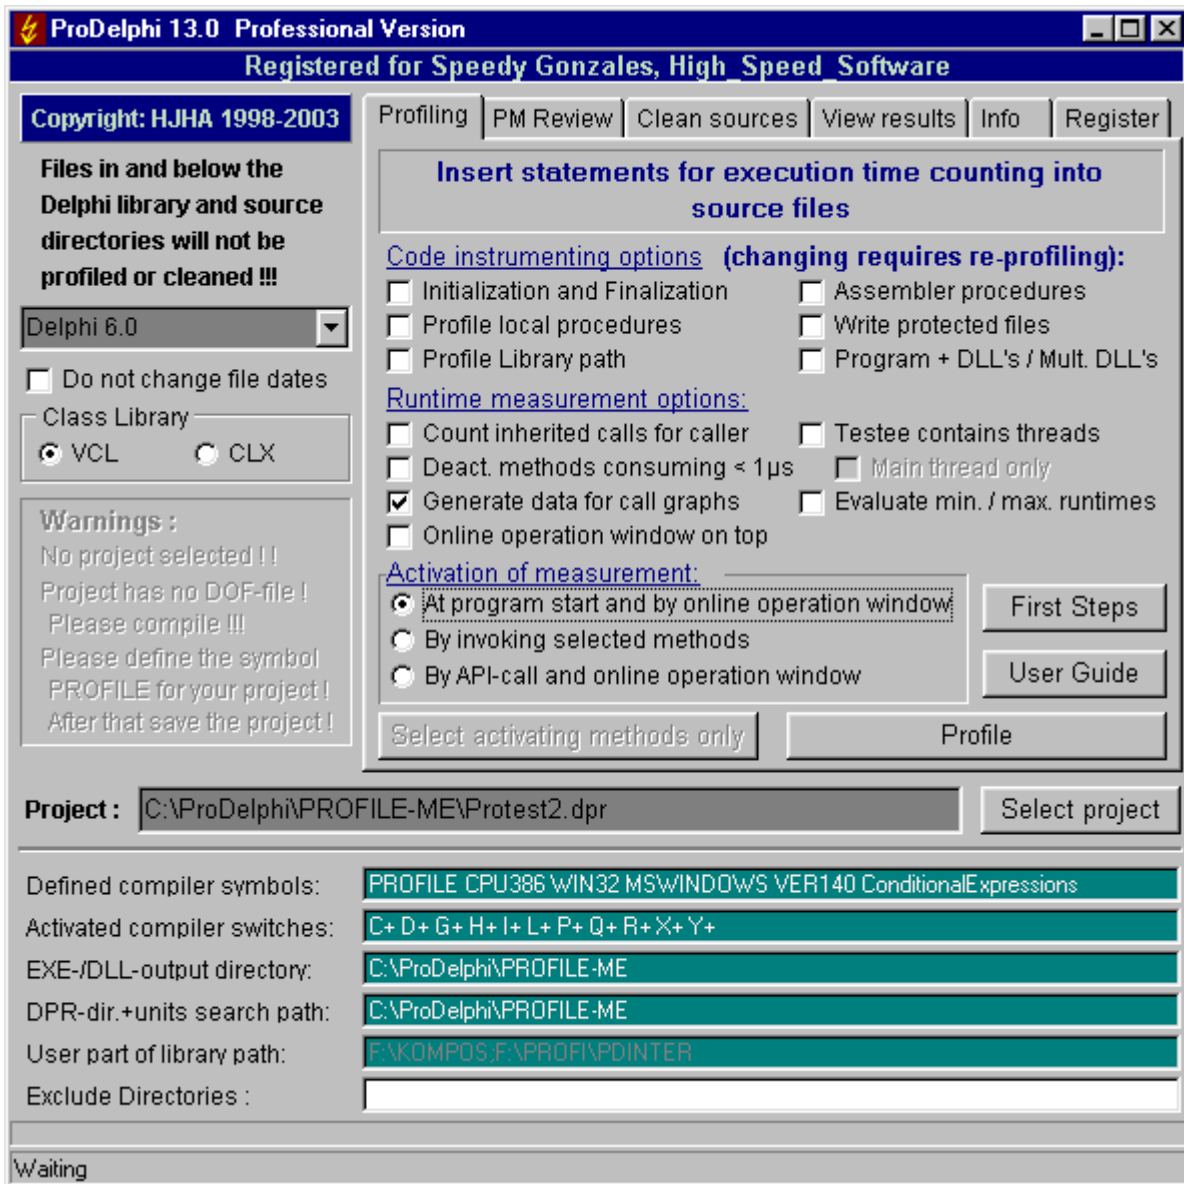 ProDelphi 13.0 Professional Version
Registered for Speedy Gonzales, High_Speed_Software
Copyright: HJHA 1998-2003
Files in and below the
Delphi library and source
directories will not be
profiled or cleaned !!!
Delphi 6.0
Do not change file dates
Class Library
VCL
CLX
Warnings :
No project selected ! !
Project has no DOF-file !
Please compile !!!
Please define the symbol
PROFILE for your project !
After that save the project !
Profiling
PM Review
Clean sources
View results
Info
Register
Insert statements for execution time counting into
source files
Code instrumenting options (changing requires re-profiling):
Initialization and Finalization
Assembler procedures
Profile local procedures
Write protected files
Profile Library path
Program + DLL's / Mult. DLL's
Runtime measurement options:
Count inherited calls for caller
Testee contains threads
Deact. methods consuming < 1µs
Main thread only
Generate data for call graphs
Evaluate min. / max. runtimes
Online operation window on top
Activation of measurement:
At program start and by online operation window
By invoking selected methods
By API-call and online operation window
First Steps
User Guide
Select activating methods only
Profile
Project : C:\ProDelphi\PROFILE-ME\Protest2.dpr
Select project
Defined compiler symbols: PROFILE CPU386 WIN32 MSWINDOWS VER140 ConditionalExpressions
Activated compiler switches: C+ D+ G+ H+ I+ L+ P+ Q+ R+ X+ Y+
EXE-/DLL-output directory: C:\ProDelphi\PROFILE-ME
DPR-dir.+units search path: C:\ProDelphi\PROFILE-ME
User part of library path: F:\KOMPOS;F:\PROFI\PDINTER
Exclude Directories :
Waiting